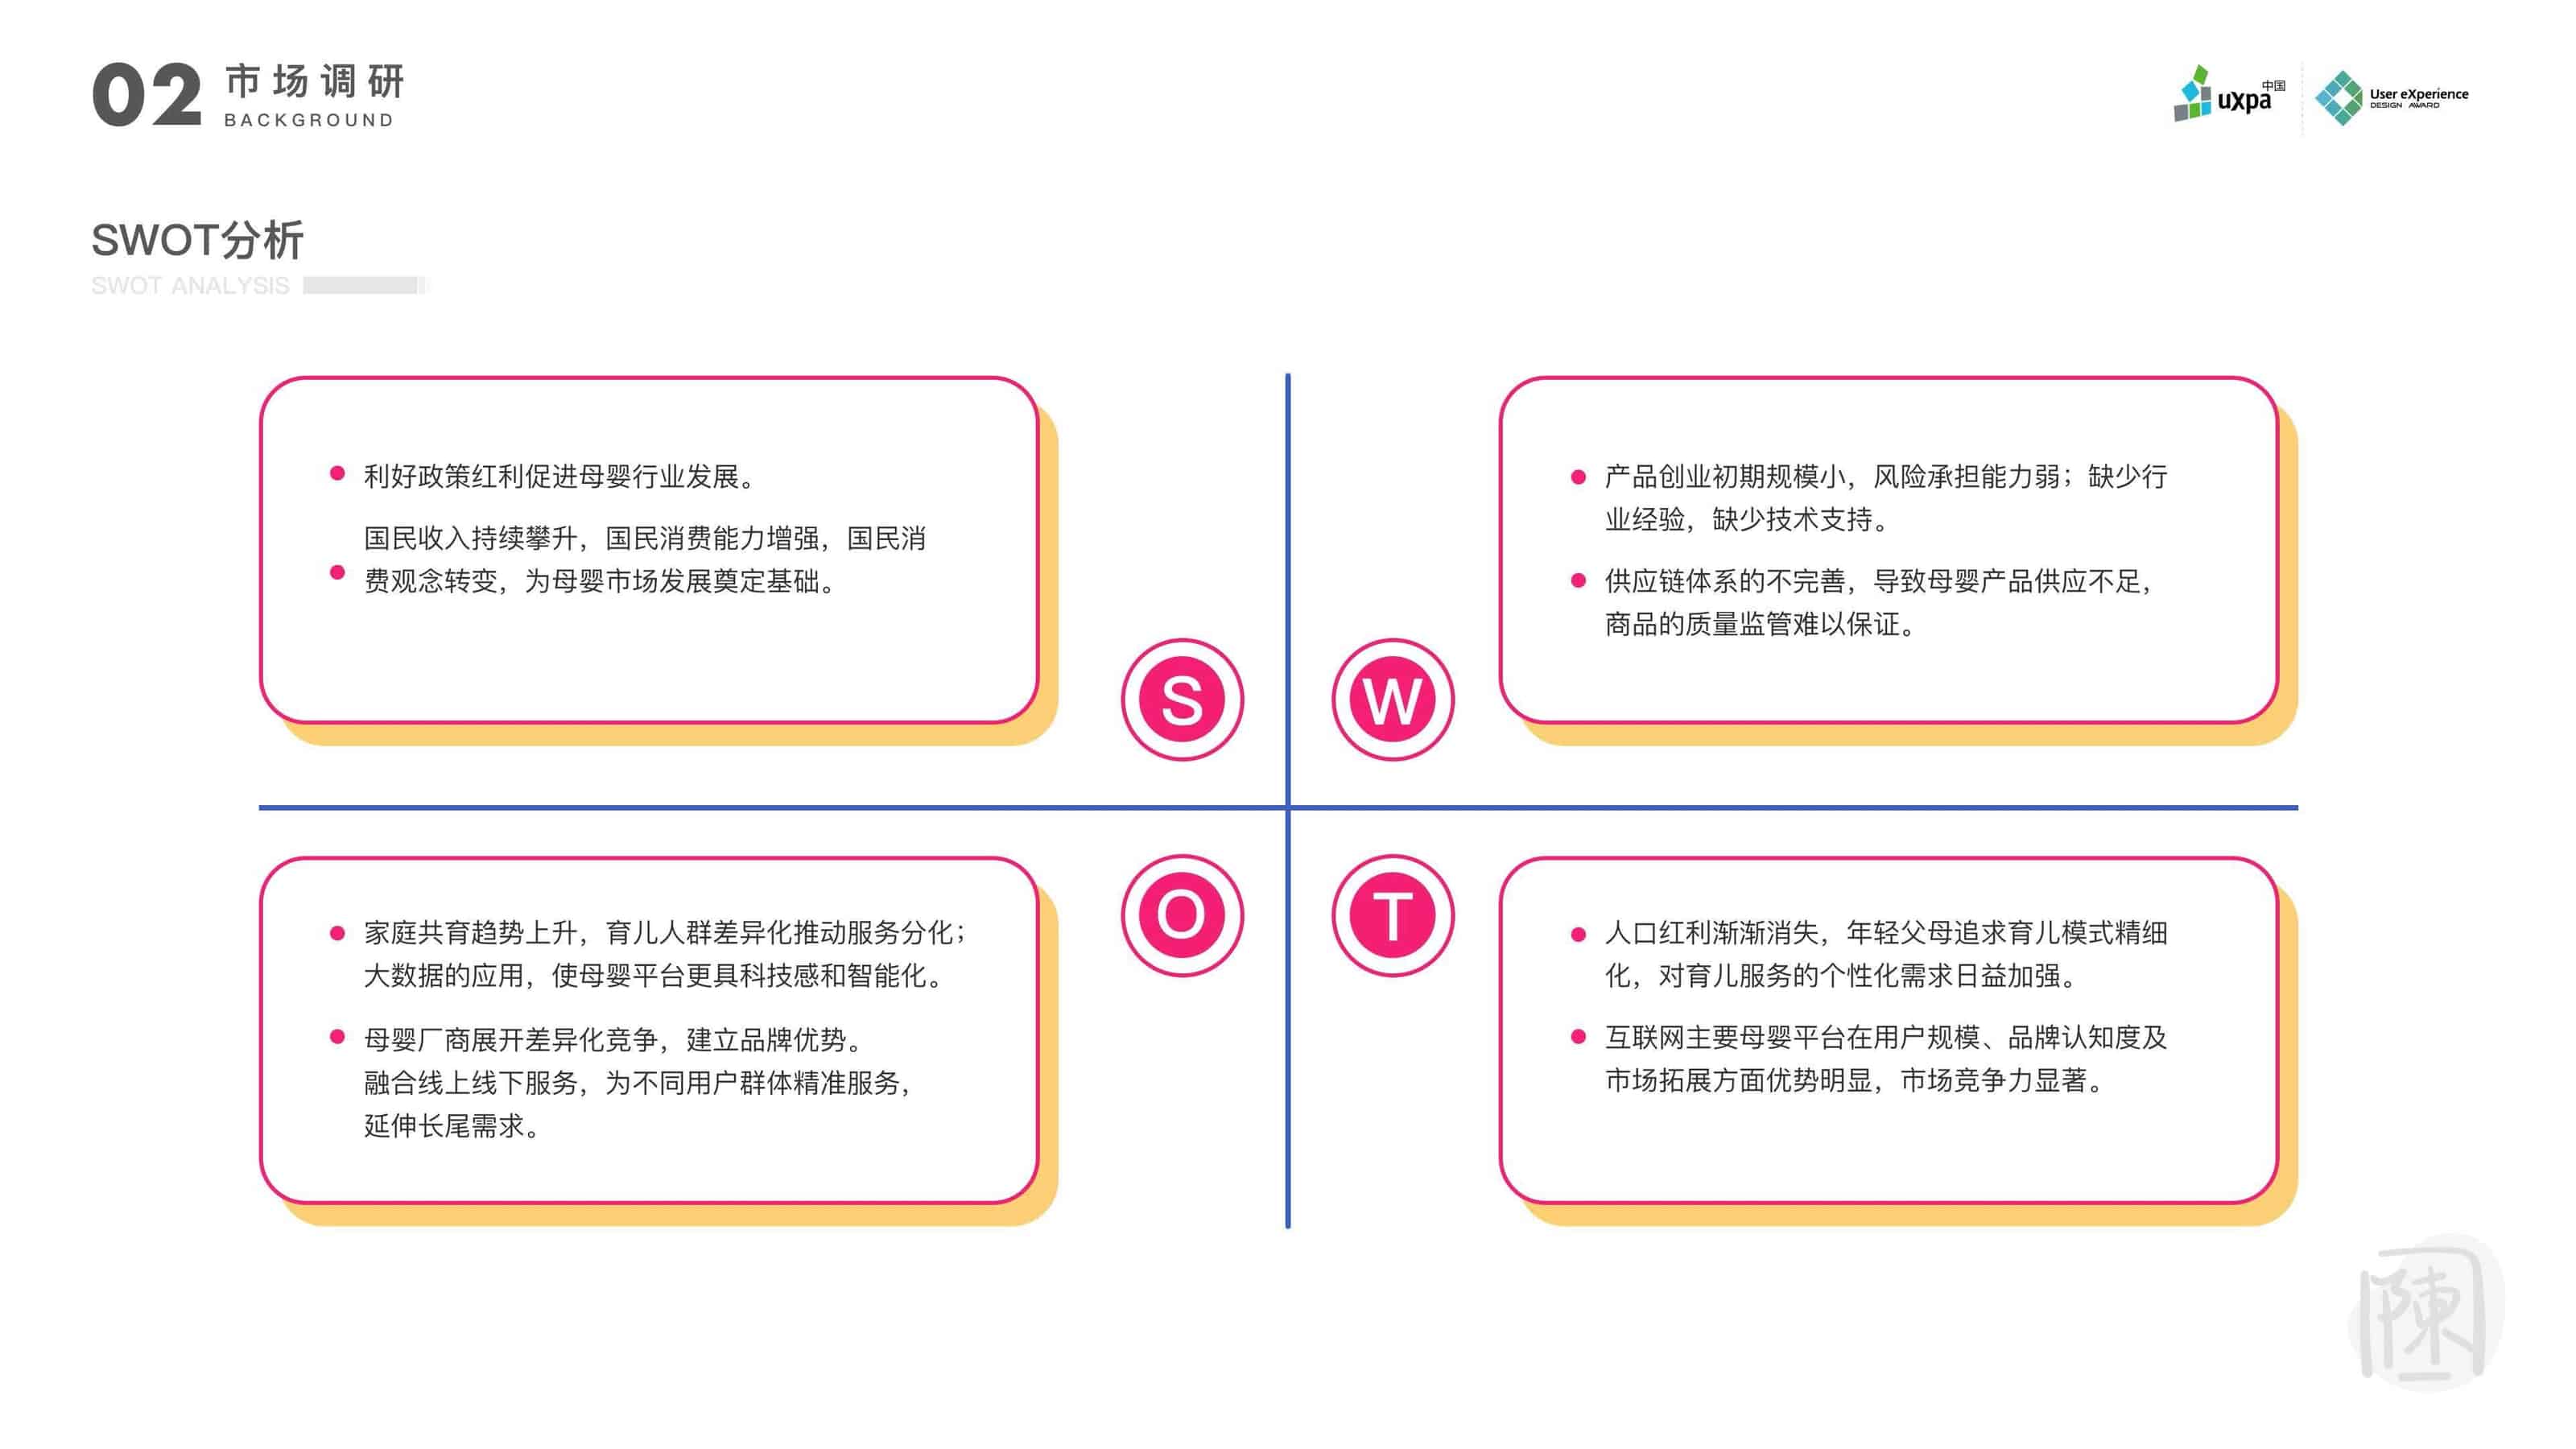 02 市场调研
BACKGROUND
uxpa中国
User eXperience
DESIGN AWARD
SWOT分析
SWOT ANALYSIS
利好政策红利促进母婴行业发展。
国民收入持续攀升，国民消费能力增强，国民消
费观念转变，为母婴市场发展奠定基础。
S
W
产品创业初期规模小，风险承担能力弱；缺少行
业经验，缺少技术支持。
供应链体系的不完善，导致母婴产品供应不足，
商品的质量监管难以保证。
家庭共育趋势上升，育儿人群差异化推动服务分化；
大数据的应用，使母婴平台更具科技感和智能化。
母婴厂商展开差异化竞争，建立品牌优势。
融合线上线下服务，为不同用户群体精准服务，
延伸长尾需求。
O
T
人口红利渐渐消失，年轻父母追求育儿模式精细
化，对育儿服务的个性化需求日益加强。
互联网主要母婴平台在用户规模、品牌认知度及
市场拓展方面优势明显，市场竞争力显著。
陳